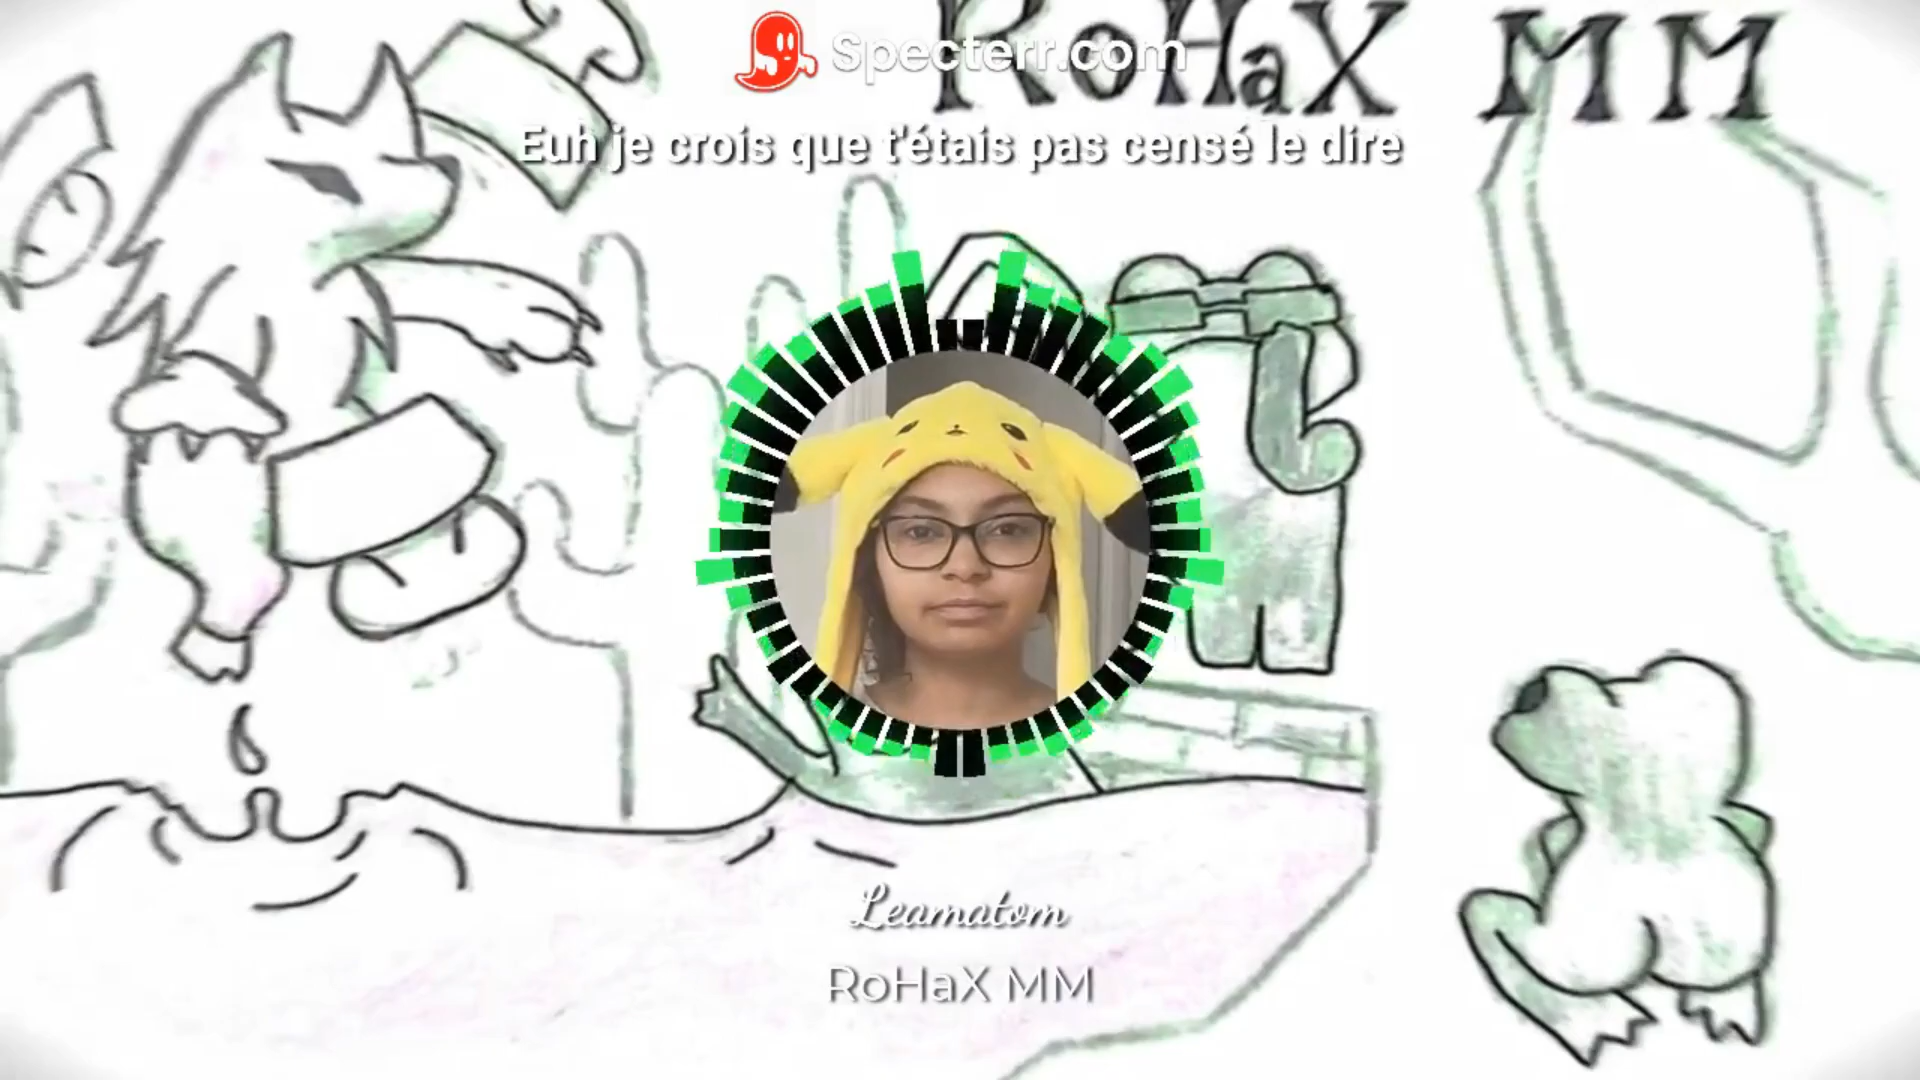 RoHaX MM
Specterr.com
Euh je crois que t'étais pas censé le dire
Leamatom
RoHaX MM